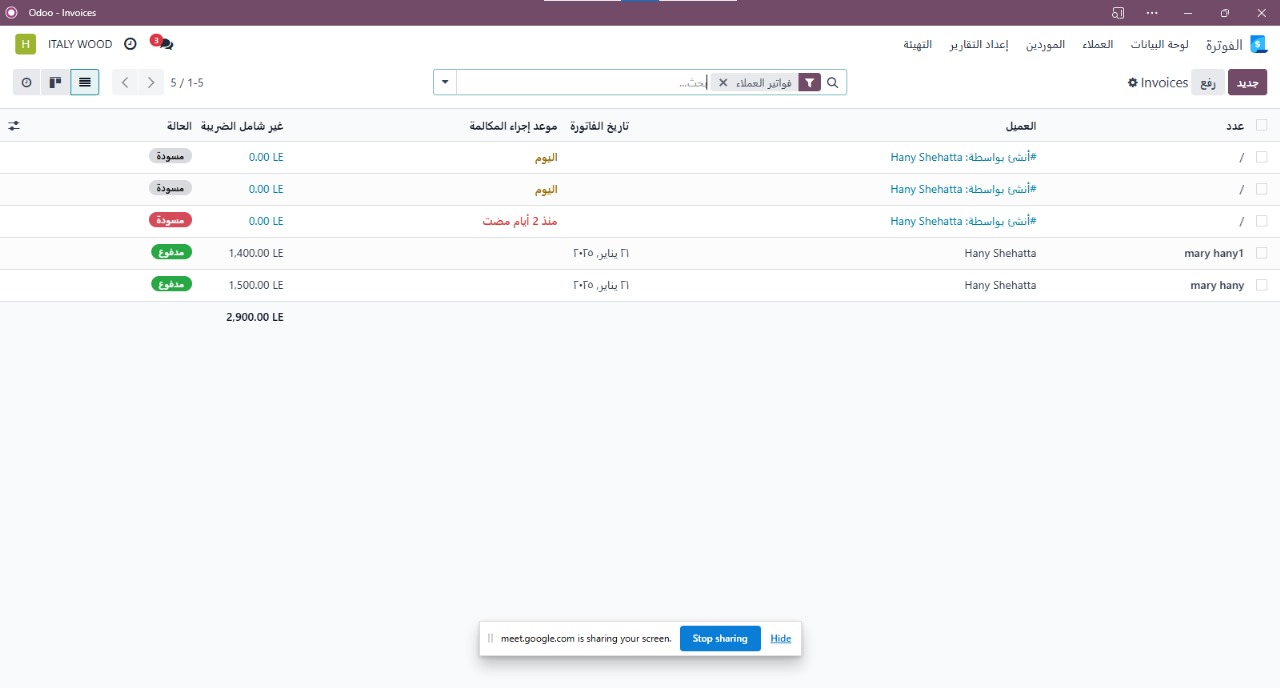 Odoo - Invoices
الفوترة لوحة البيانات العملاء الموردين إعداد التقارير التهيئة
3 ITALY WOOD H
جديد رفع Invoices
فواتير العملاء بحث...
5 / 1-5
عدد العميل تاريخ الفاتورة موعد إجراء المكالمة غير شامل الضريبة الحالة
/ #أنشئ بواسطة: Hany Shehatta اليوم 0.00 LE مسودة
/ #أنشئ بواسطة: Hany Shehatta اليوم 0.00 LE مسودة
/ #أنشئ بواسطة: Hany Shehatta منذ 2 أيام مضت 0.00 LE مسودة
mary hany1 Hany Shehatta ٢١ يناير, ٢٠٢٥ 1,400.00 LE مدفوع
mary hany Hany Shehatta ٢١ يناير, ٢٠٢٥ 1,500.00 LE مدفوع
2,900.00 LE
meet.google.com is sharing your screen. Stop sharing Hide